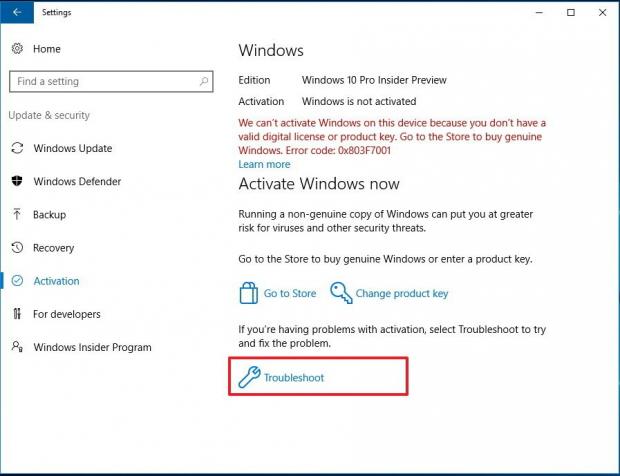 Settings
Home
Find a setting
Update & security
Windows Update
Windows Defender
Backup
Recovery
Activation
For developers
Windows Insider Program
Windows
Edition Windows 10 Pro Insider Preview
Activation Windows is not activated
We can't activate Windows on this device because you don't have a
valid digital license or product key. Go to the Store to buy genuine
Windows. Error code: 0x803F7001
Learn more
Activate Windows now
Running a non-genuine copy of Windows can put you at greater
risk for viruses and other security threats.
Go to the Store to buy genuine Windows or enter a product key.
Go to Store Change product key
If you're having problems with activation, select Troubleshoot to try
and fix the problem.
Troubleshoot